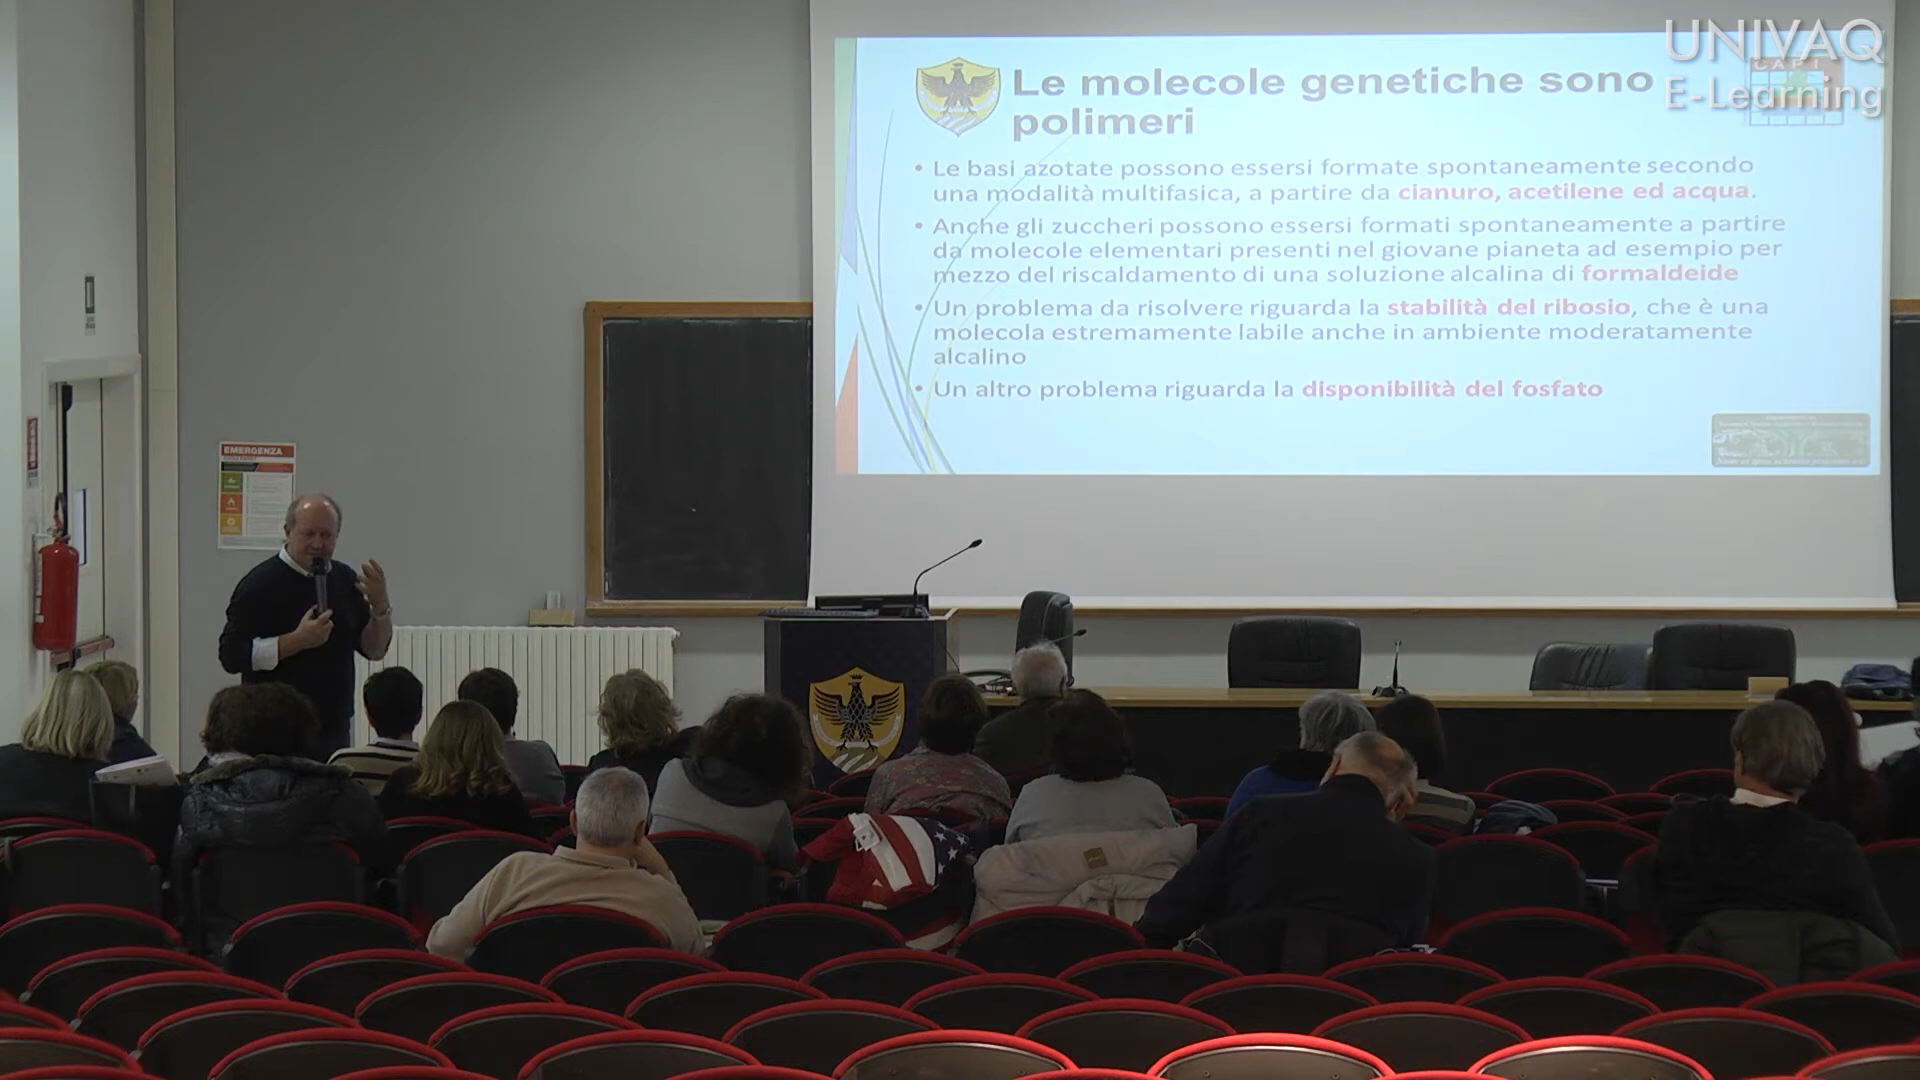 UNIVAQ
E-Learning
CAPI
Le molecole genetiche sono
polimeri
• Le basi azotate possono essersi formate spontaneamente secondo
una modalità multifasica, a partire da cianuro, acetilene ed acqua.
• Anche gli zuccheri possono essersi formati spontaneamente a partire
da molecole elementari presenti nel giovane pianeta ad esempio per
mezzo del riscaldamento di una soluzione alcalina di formaldeide
• Un problema da risolvere riguarda la stabilità del ribosio, che è una
molecola estremamente labile anche in ambiente moderatamente
alcalino
• Un altro problema riguarda la disponibilità del fosfato
EMERGENZA